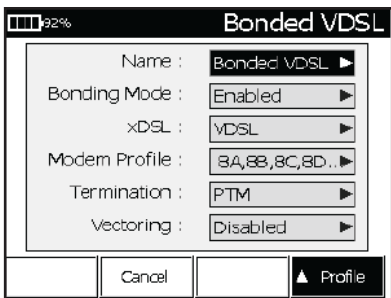 92% Bonded VDSL
Name : Bonded VDSL ▶
Bonding Mode : Enabled ▶
xDSL : VDSL ▶
Modem Profile : 8A,8B,8C,8D..▶
Termination : PTM ▶
Vectoring : Disabled ▶
Cancel ▲ Profile